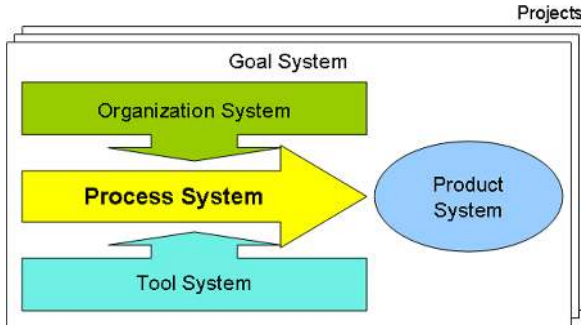 Projects
Goal System
Organization System
Process System
Product
System
Tool System